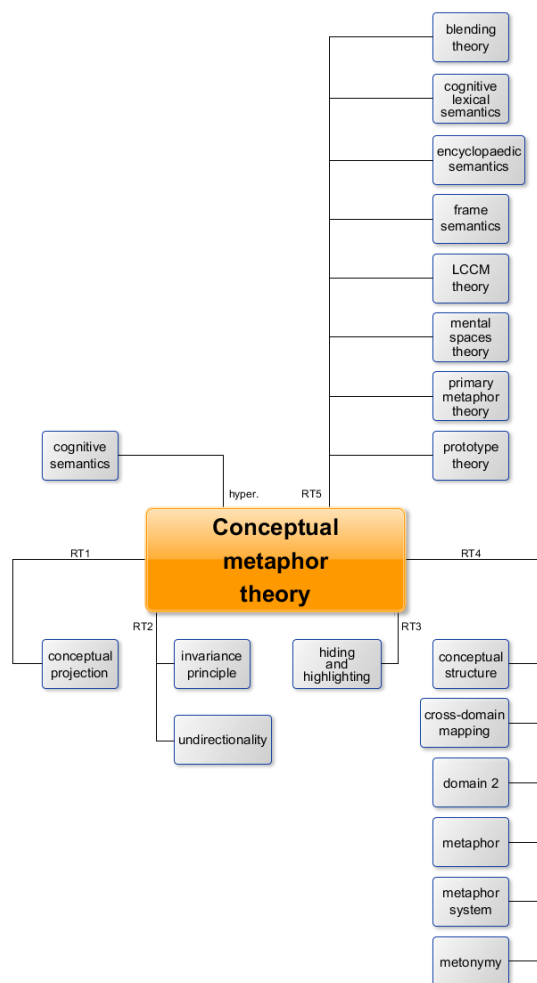 blending
theory
cognitive
lexical
semantics
encyclopaedic
semantics
frame
semantics
LCCM
theory
mental
spaces
theory
primary
metaphor
theory
cognitive
semantics
prototype
theory
hyper.
RT5
Conceptual
metaphor
theory
RT1
RT4
RT2
RT3
conceptual
projection
invariance
principle
hiding
and
highlighting
conceptual
structure
cross-domain
mapping
undirectionality
domain 2
metaphor
metaphor
system
metonymy